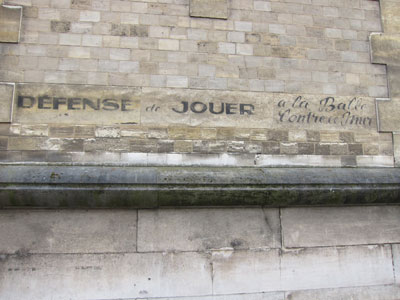 DÉFENSE de JOUER à la Balle
Contre ce Mur